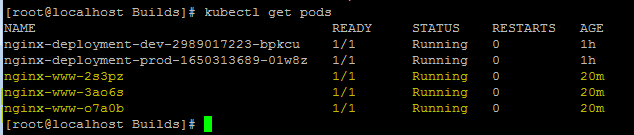 [root@localhost Builds]# kubectl get pods
NAME READY STATUS RESTARTS AGE
nginx-deployment-dev-2989017223-bpkcu 1/1 Running 0 1h
nginx-deployment-prod-1650313689-01w8z 1/1 Running 0 1h
nginx-www-2s3pz 1/1 Running 0 20m
nginx-www-3ao6s 1/1 Running 0 20m
nginx-www-o7a0b 1/1 Running 0 20m
[root@localhost Builds]#